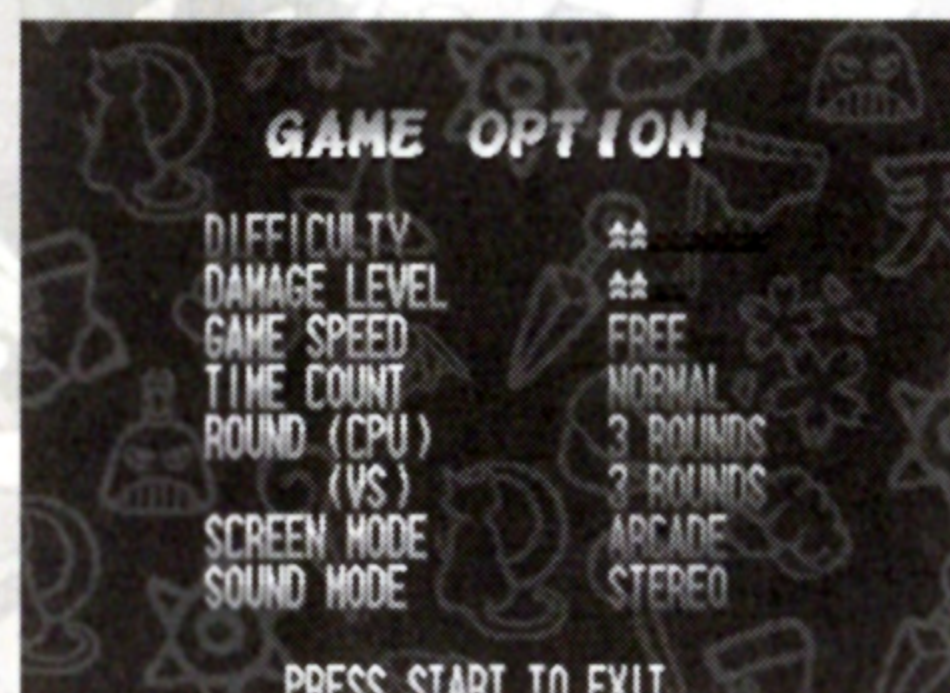 GAME OPTION
DIFFICULTY ☆☆
DAMAGE LEVEL ☆☆
GAME SPEED FREE
TIME COUNT NORMAL
ROUND (CPU) 3 ROUNDS
(VS) 3 ROUNDS
SCREEN MODE ARCADE
SOUND MODE STEREO
PRESS START TO EXIT